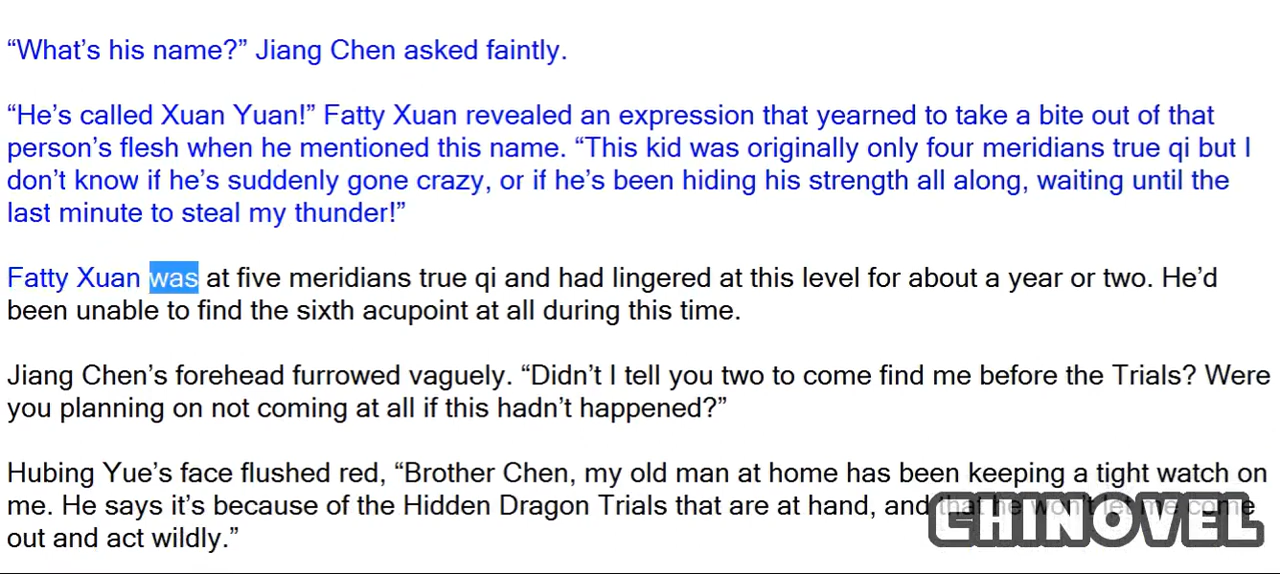 “What’s his name?” Jiang Chen asked faintly.
“He’s called Xuan Yuan!” Fatty Xuan revealed an expression that yearned to take a bite out of that
person’s flesh when he mentioned this name. “This kid was originally only four meridians true qi but I
don’t know if he’s suddenly gone crazy, or if he’s been hiding his strength all along, waiting until the
last minute to steal my thunder!”
Fatty Xuan was at five meridians true qi and had lingered at this level for about a year or two. He’d
been unable to find the sixth acupoint at all during this time.
Jiang Chen’s forehead furrowed vaguely. “Didn’t I tell you two to come find me before the Trials? Were
you planning on not coming at all if this hadn’t happened?”
Hubing Yue’s face flushed red, “Brother Chen, my old man at home has been keeping a tight watch on
me. He says it’s because of the Hidden Dragon Trials that are at hand, and that he won’t let me come
out and act wildly.”
CHINOVEL